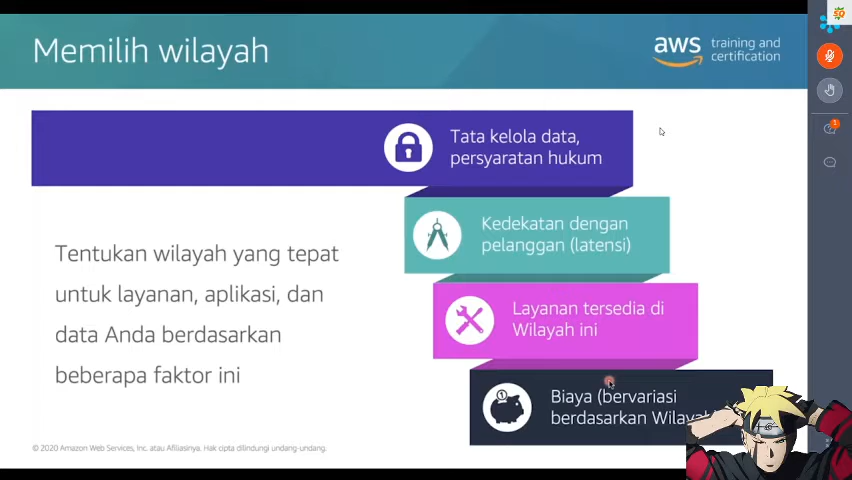 Memilih wilayah
aws training and
certification
Tata kelola data,
persyaratan hukum
Kedekatan dengan
pelanggan (latensi)
Tentukan wilayah yang tepat
untuk layanan, aplikasi, dan
data Anda berdasarkan
beberapa faktor ini
Layanan tersedia di
Wilayah ini
Biaya (bervariasi
berdasarkan
© 2020 Amazon Web Services, Inc. atau Afiliasinya. Hak cipta dilindungi undang-undang.